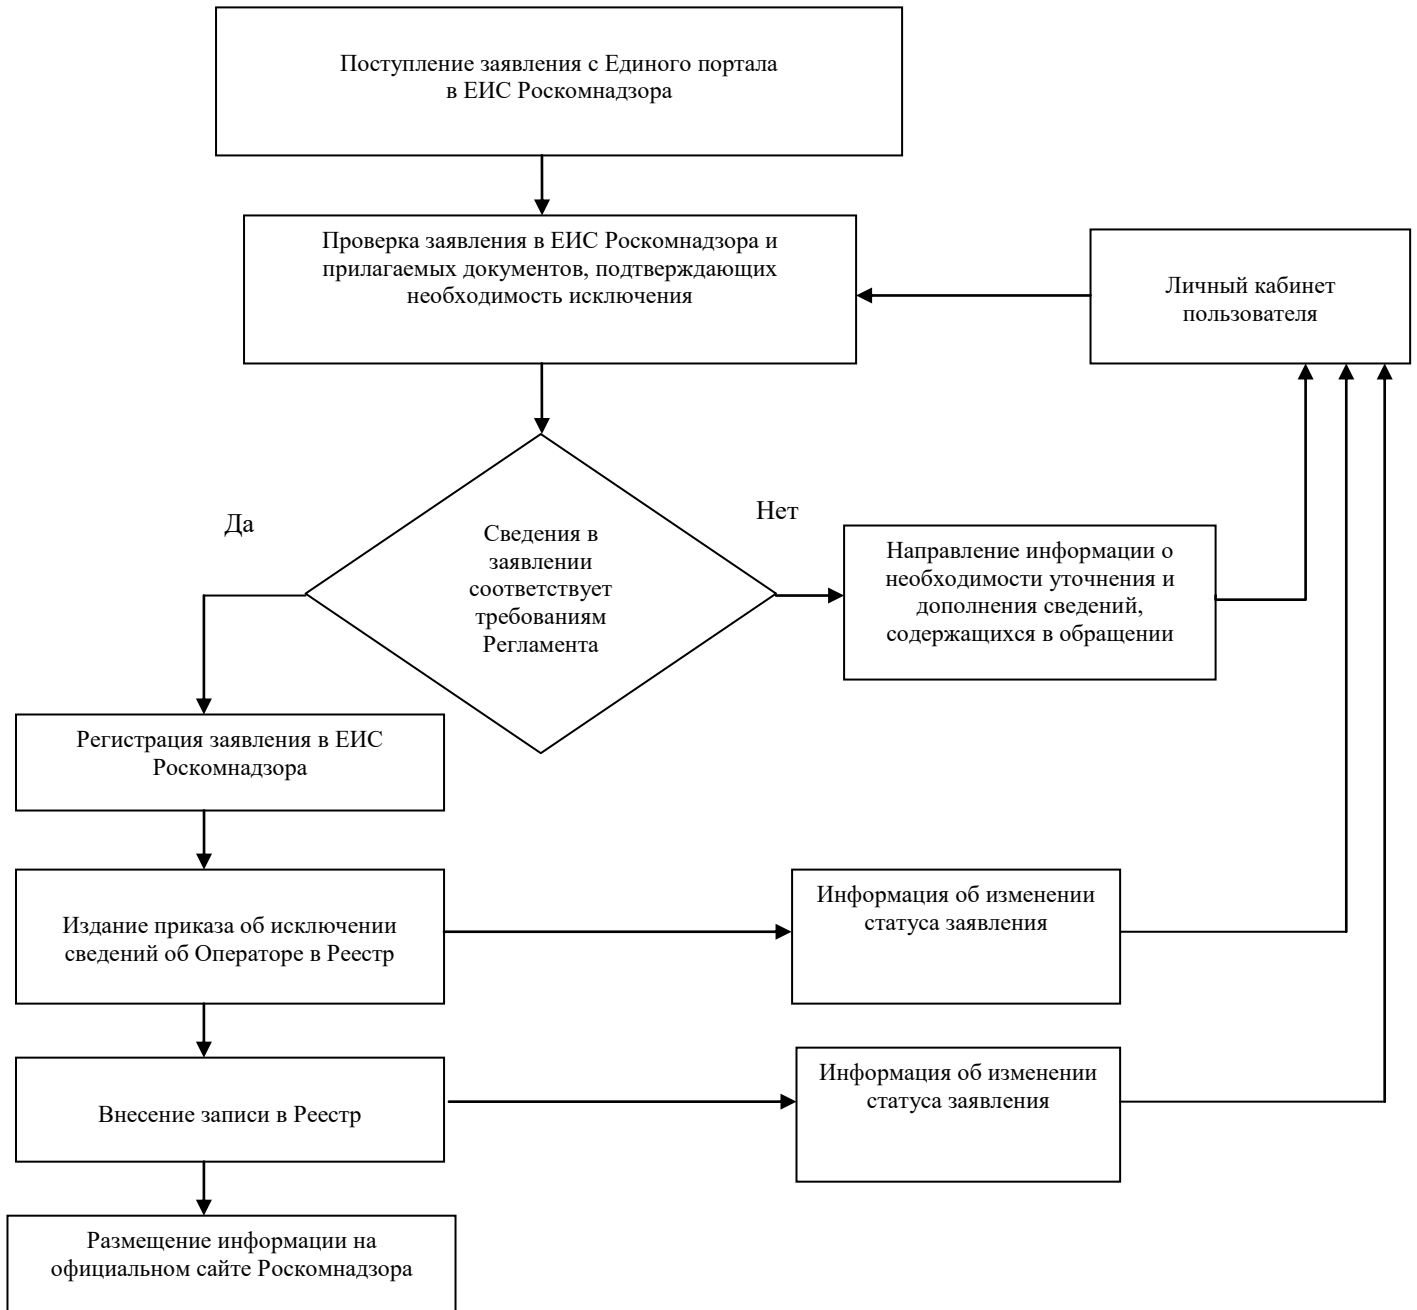 Поступление заявления с Единого портала
в ЕИС Роскомнадзора
Проверка заявления в ЕИС Роскомнадзора и
прилагаемых документов, подтверждающих
необходимость исключения
Личный кабинет
пользователя
Да
Нет
Сведения в
заявлении
соответствует
требованиям
Регламента
Направление информации о
необходимости уточнения и
дополнения сведений,
содержащихся в обращении
Регистрация заявления в ЕИС
Роскомнадзора
Издание приказа об исключении
сведений об Операторе в Реестр
Информация об изменении
статуса заявления
Внесение записи в Реестр
Информация об изменении
статуса заявления
Размещение информации на
официальном сайте Роскомнадзора